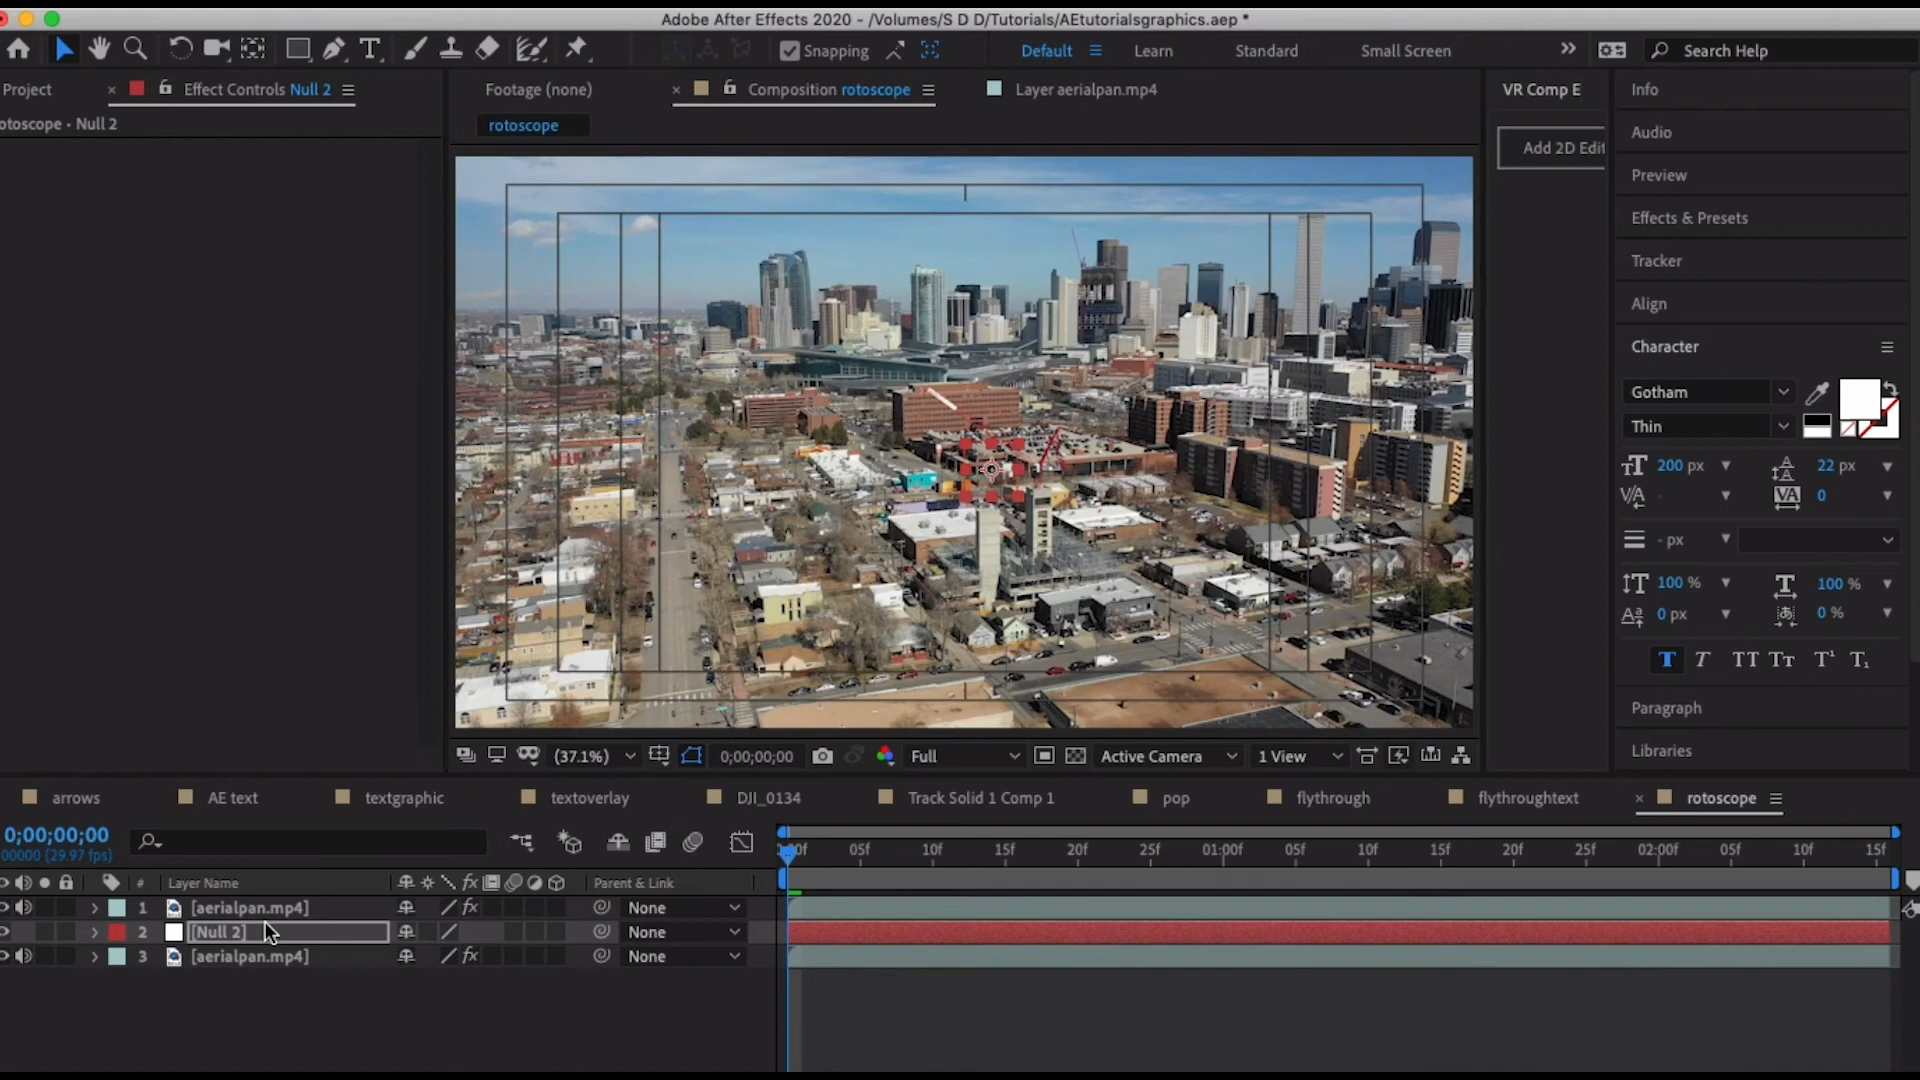 Adobe After Effects 2020 - /Volumes/S D D/Tutorials/AEtutorialsgraphics.aep *
Snapping
Default
Learn
Standard
Small Screen
Search Help
Project
Effect Controls Null 2
otoscope • Null 2
Footage (none)
Composition rotoscope
Layer aerialpan.mp4
rotoscope
VR Comp E
Add 2D Edit
Info
Audio
Preview
Effects & Presets
Tracker
Align
Character
Gotham
Thin
200 px
22 px
-
0
- px
100 %
100 %
0 px
0 %
T T TT Tт T¹ T₁
Paragraph
Libraries
(37.1%)
0;00;00;00
Full
Active Camera
1 View
arrows
AE text
textgraphic
textoverlay
DJI_0134
Track Solid 1 Comp 1
pop
flythrough
flythroughtext
rotoscope
0;00;00;00
00000 (29.97 fps)
:00f 05f 10f 15f 20f 25f 01:00f 05f 10f 15f 20f 25f 02:00f 05f 10f 15f
# Layer Name
Parent & Link
1 [aerialpan.mp4] None
2 [Null 2] None
3 [aerialpan.mp4] None